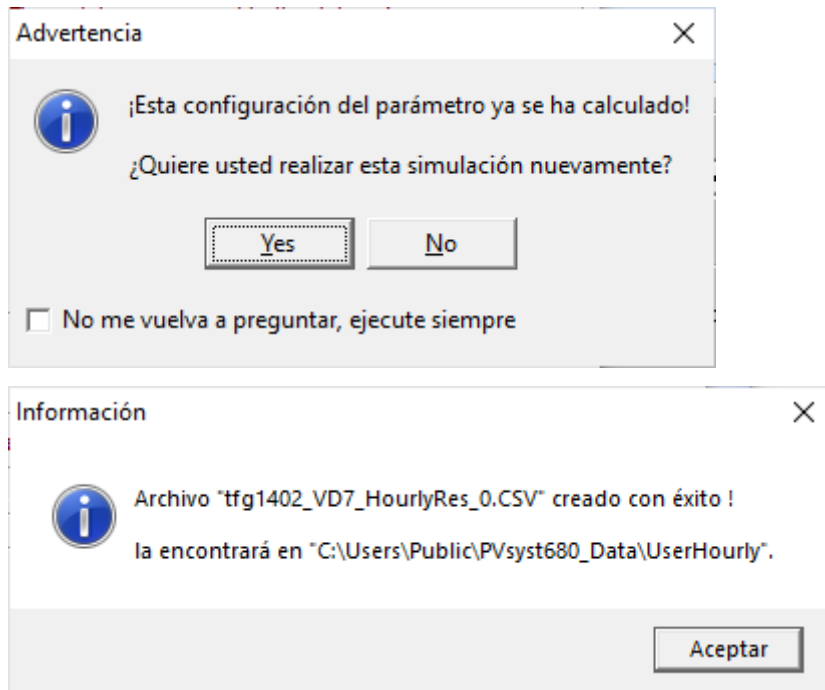 Advertencia
¡Esta configuración del parámetro ya se ha calculado!
¿Quiere usted realizar esta simulación nuevamente?
Yes No
No me vuelva a preguntar, ejecute siempre
Información
Archivo "tfg1402_VD7_HourlyRes_0.CSV" creado con éxito !
la encontrará en "C:\Users\Public\PVsyst680_Data\UserHourly".
Aceptar